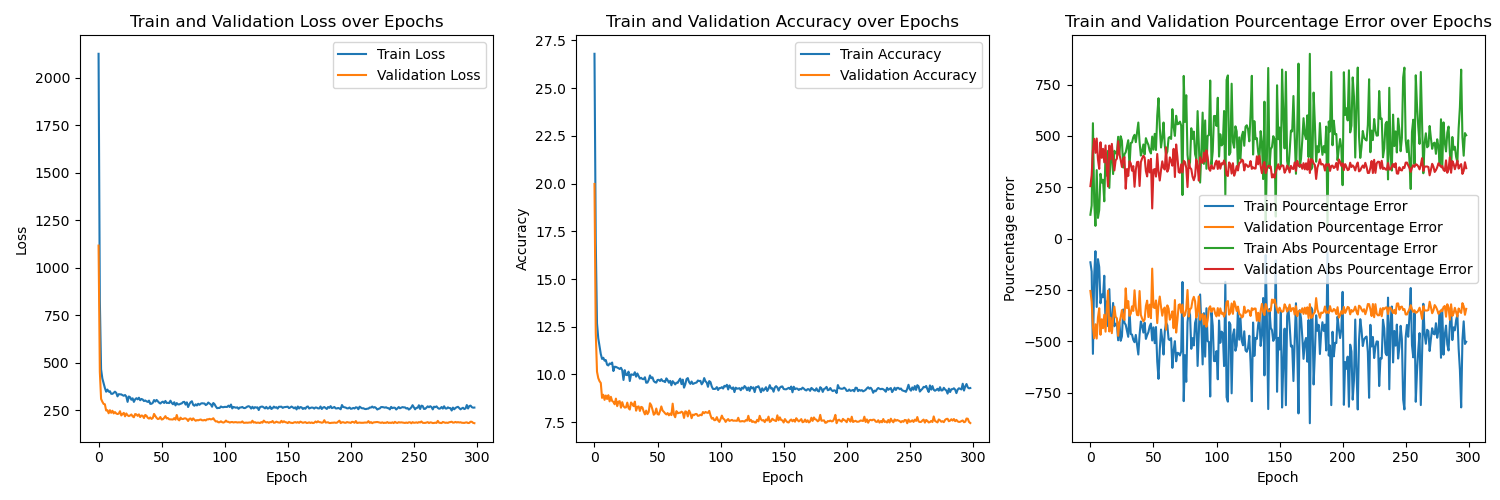 Train and Validation Loss over Epochs
Loss
2000
1750
1500
1250
1000
750
500
250
0
50
100
150
200
250
300
Epoch
Train Loss
Validation Loss
Train and Validation Accuracy over Epochs
Accuracy
27.5
25.0
22.5
20.0
17.5
15.0
12.5
10.0
7.5
0
50
100
150
200
250
300
Epoch
Train Accuracy
Validation Accuracy
Train and Validation Pourcentage Error over Epochs
Pourcentage error
750
500
250
0
−250
−500
−750
0
50
100
150
200
250
300
Epoch
Train Pourcentage Error
Validation Pourcentage Error
Train Abs Pourcentage Error
Validation Abs Pourcentage Error